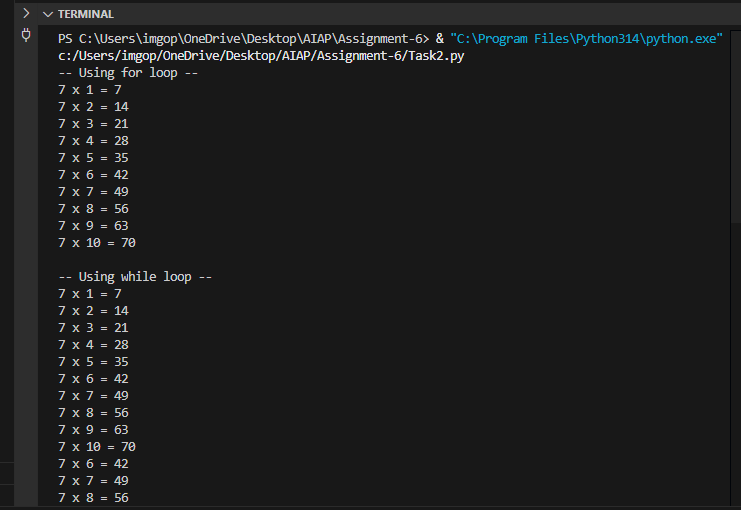 TERMINAL
PS C:\Users\imgop\OneDrive\Desktop\AIAP\Assignment-6> & "C:\Program Files\Python314\python.exe"
c:/Users/imgop/OneDrive/Desktop/AIAP/Assignment-6/Task2.py
-- Using for loop --
7 x 1 = 7
7 x 2 = 14
7 x 3 = 21
7 x 4 = 28
7 x 5 = 35
7 x 6 = 42
7 x 7 = 49
7 x 8 = 56
7 x 9 = 63
7 x 10 = 70

-- Using while loop --
7 x 1 = 7
7 x 2 = 14
7 x 3 = 21
7 x 4 = 28
7 x 5 = 35
7 x 6 = 42
7 x 7 = 49
7 x 8 = 56
7 x 9 = 63
7 x 10 = 70
7 x 6 = 42
7 x 7 = 49
7 x 8 = 56